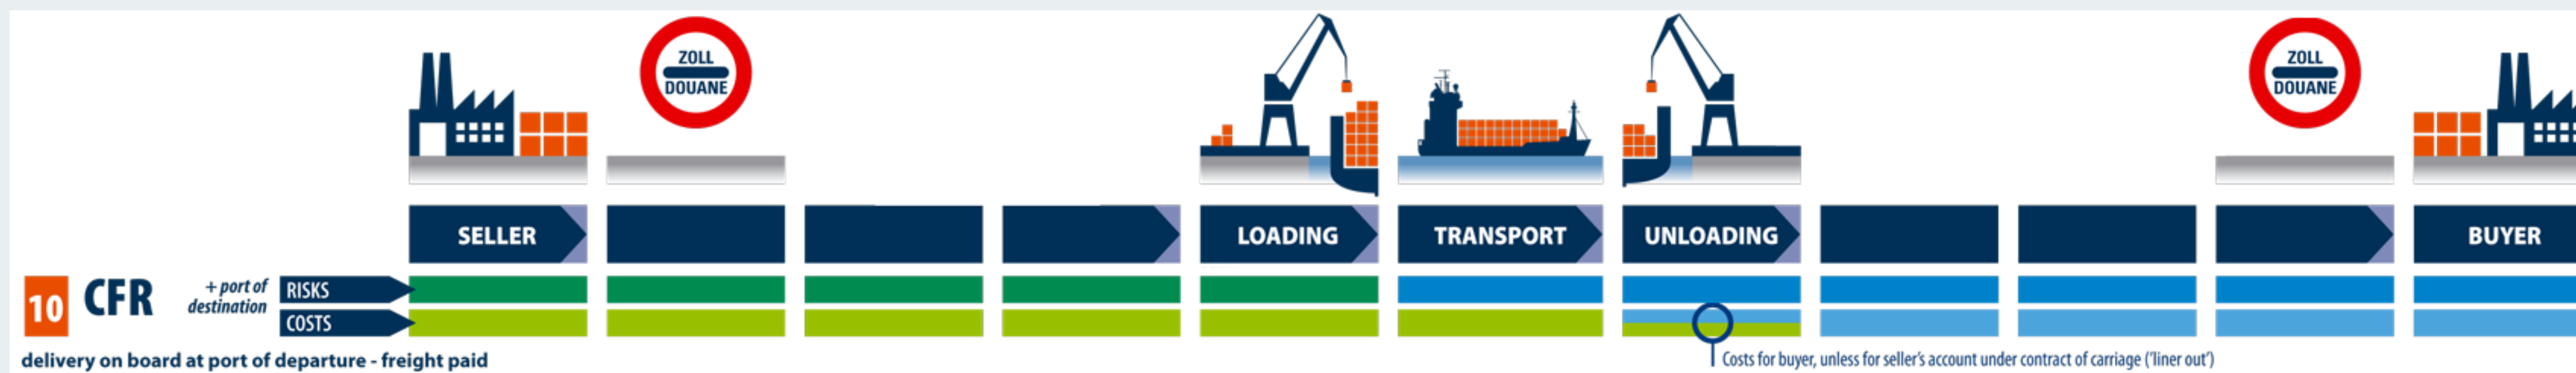 ZOLL
DOUANE
ZOLL
DOUANE
SELLER
LOADING
TRANSPORT
UNLOADING
BUYER
10
CFR
+ port of
destination
RISKS
COSTS
delivery on board at port of departure - freight paid
Costs for buyer, unless for seller's account under contract of carriage ('liner out')